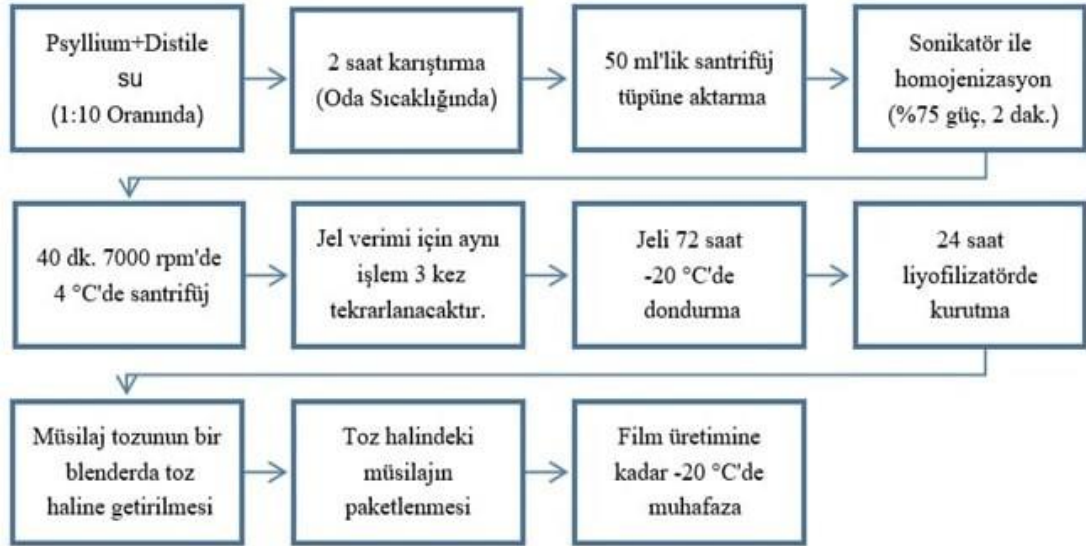 Psyllium+Distile
su
(1:10 Oranında)
2 saat karıştırma
(Oda Sıcaklığında)
50 ml'lik santrifüj
tüpüne aktarma
Sonikatör ile
homojenizasyon
(%75 güç, 2 dak.)
40 dk. 7000 rpm'de
4 °C'de santrifüj
Jel verimi için aynı
işlem 3 kez
tekrarlanacaktır.
Jeli 72 saat
-20 °C'de
dondurma
24 saat
liyofilizatörde
kurutma
Müsilaj tozunun bir
blenderda toz
haline getirilmesi
Toz halindeki
müsilajın
paketlenmesi
Film üretimine
kadar -20 °C'de
muhafaza